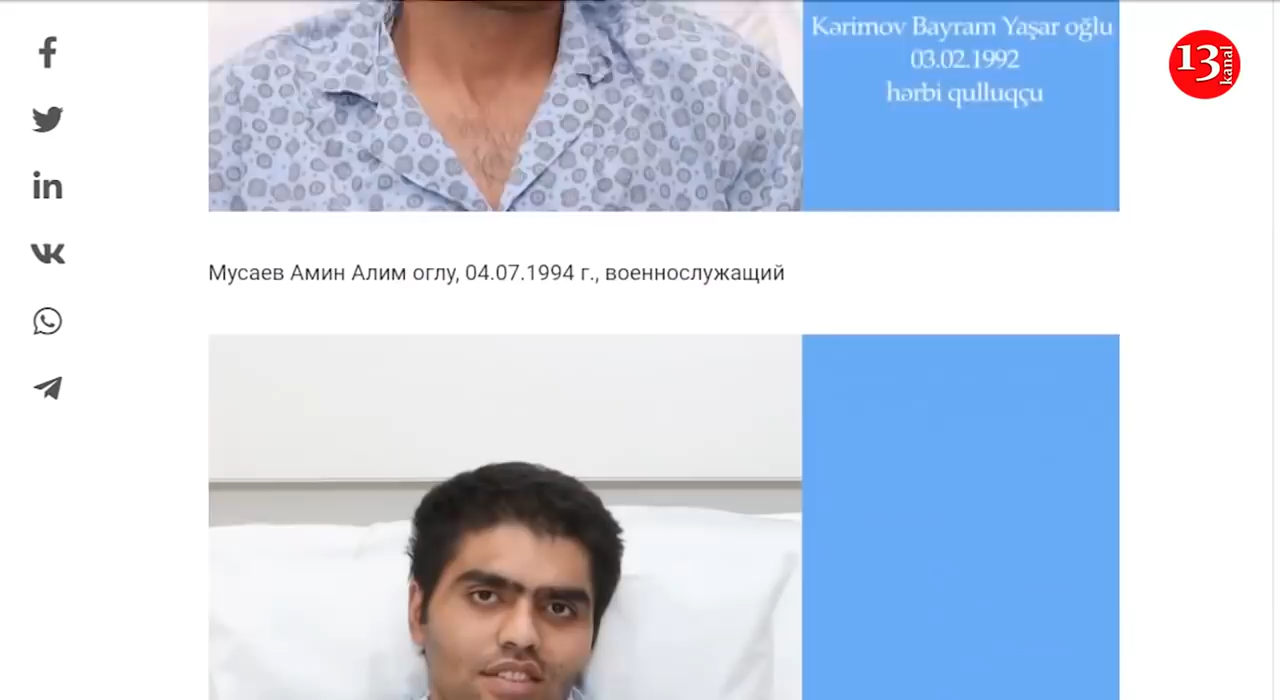 Kərimov Bayram Yaşar oğlu
03.02.1992
hərbi qulluqçu
13 kanal
Мусаев Амин Алим оглу, 04.07.1994 г., военнослужащий